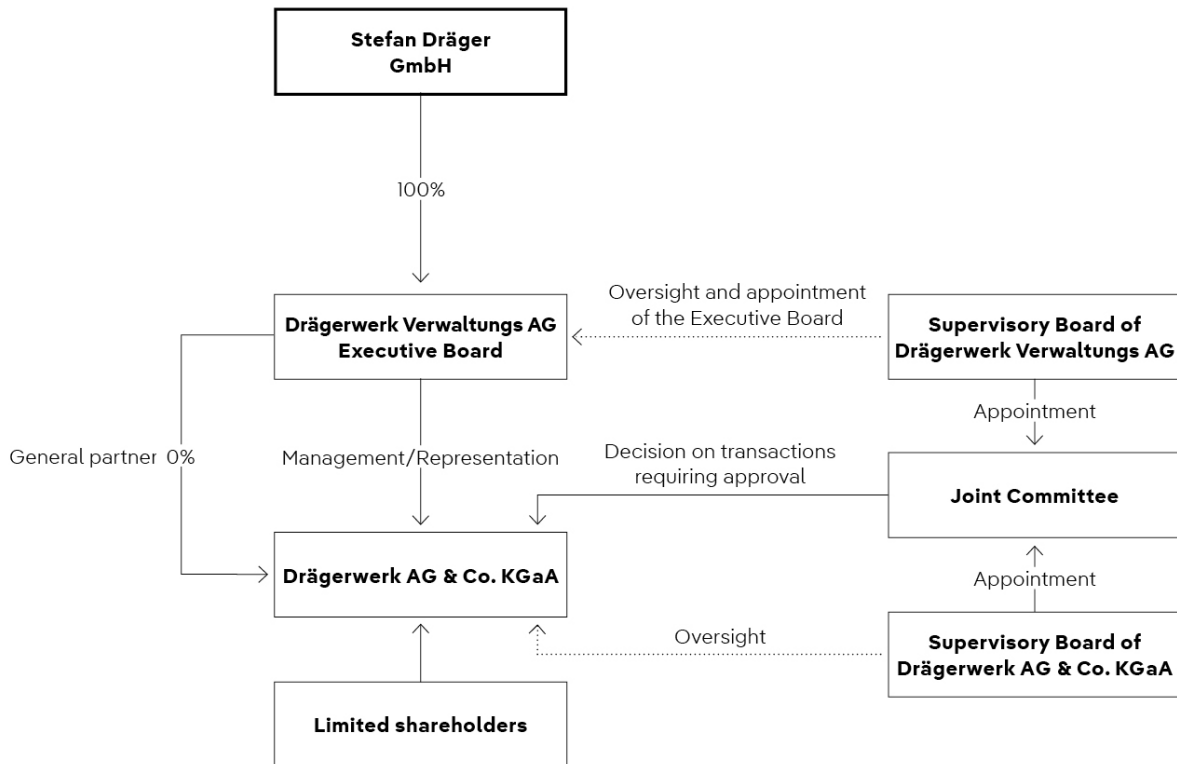 Stefan Dräger
GmbH
100%
Drägerwerk Verwaltungs AG
Executive Board
Oversight and appointment
of the Executive Board
Supervisory Board of
Drägerwerk Verwaltungs AG
Appointment
General partner 0%
Management/Representation
Decision on transactions
requiring approval
Joint Committee
Drägerwerk AG & Co. KGaA
Appointment
Oversight
Supervisory Board of
Drägerwerk AG & Co. KGaA
Limited shareholders